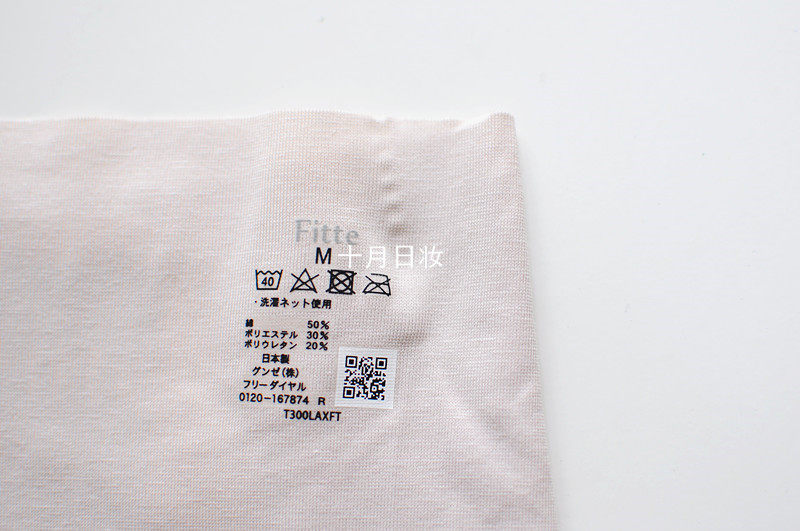 Fitte
M
十月日妆
40
・洗濯ネット使用
綿 50%
ポリエステル 30%
ポリウレタン 20%
日本製
グンゼ(株)
フリーダイヤル
0120-167874 R
T300LAXFT